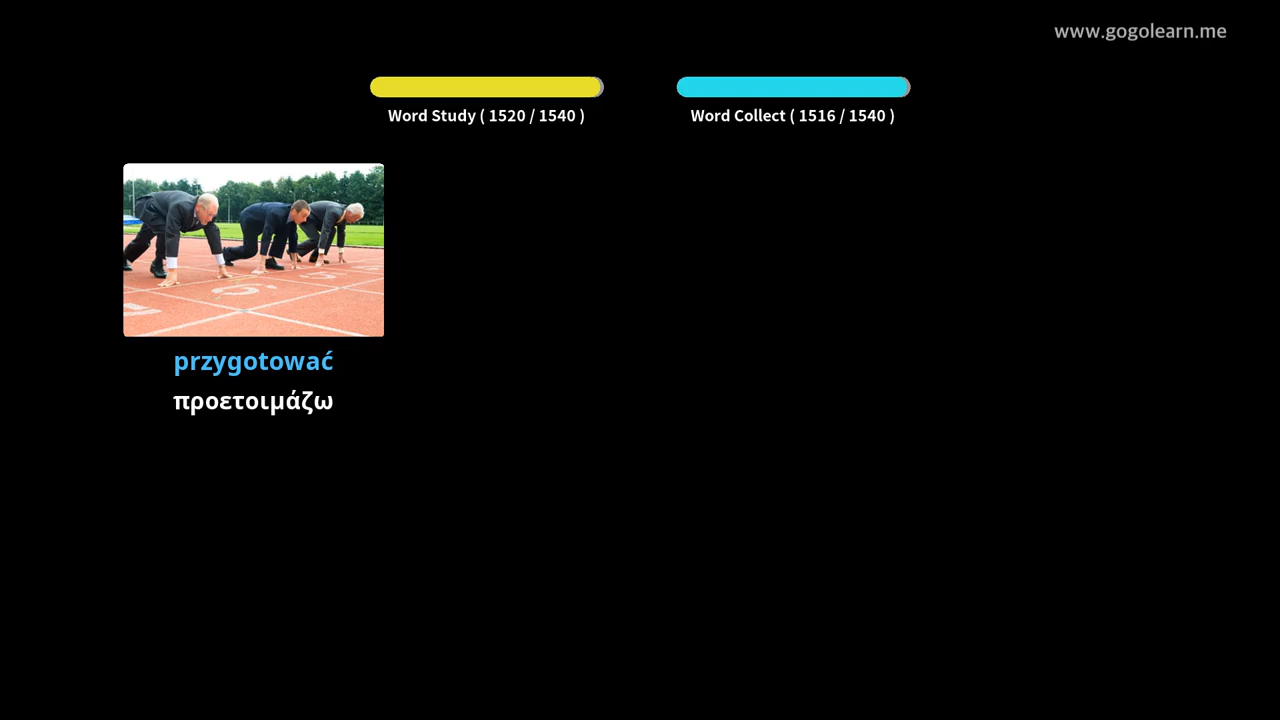 www.gogolearn.me
Word Study ( 1520 / 1540 )
Word Collect ( 1516 / 1540 )
przygotować
προετοιμάζω